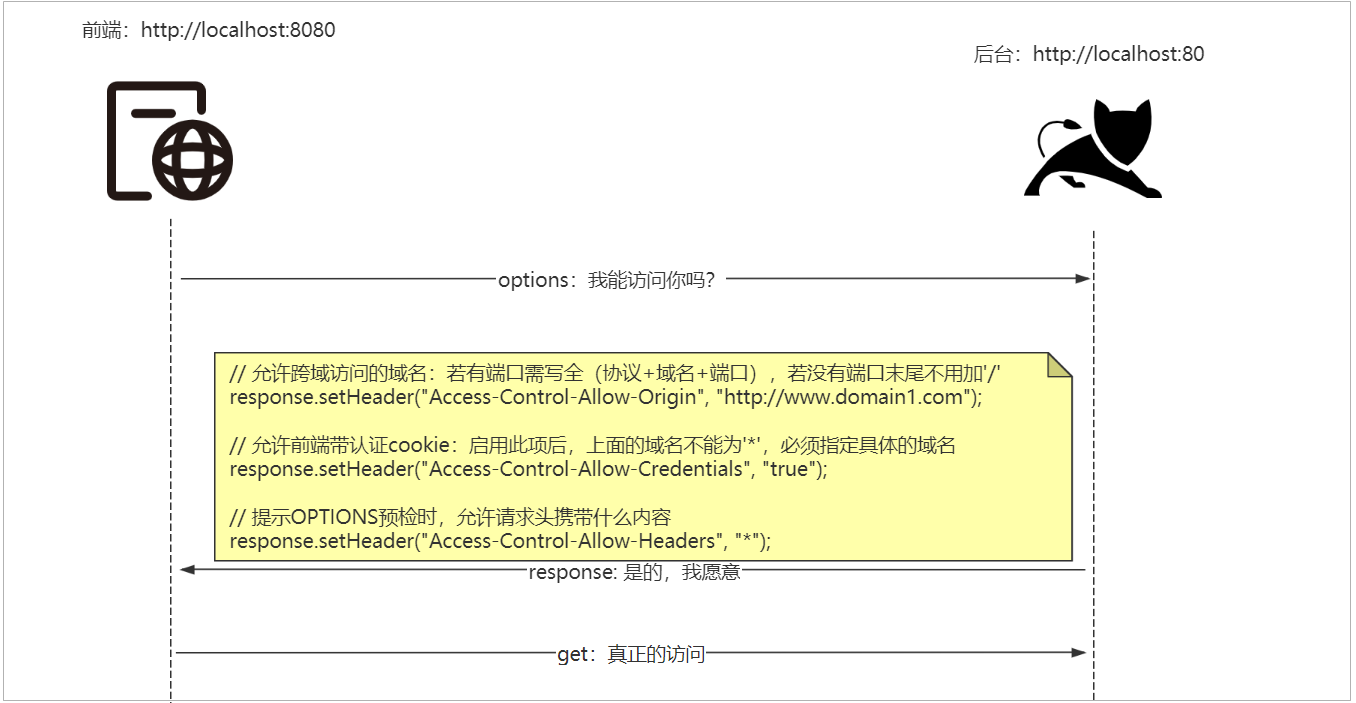 前端：http://localhost:8080
后台：http://localhost:80
options：我能访问你吗？
// 允许跨域访问的域名：若有端口需写全（协议+域名+端口），若没有端口末尾不用加'/'
response.setHeader("Access-Control-Allow-Origin", "http://www.domain1.com");
// 允许前端带认证cookie：启用此项后，上面的域名不能为'*'，必须指定具体的域名
response.setHeader("Access-Control-Allow-Credentials", "true");
// 提示OPTIONS预检时，允许请求头携带什么内容
response.setHeader("Access-Control-Allow-Headers", "*");
response: 是的，我愿意
get：真正的访问